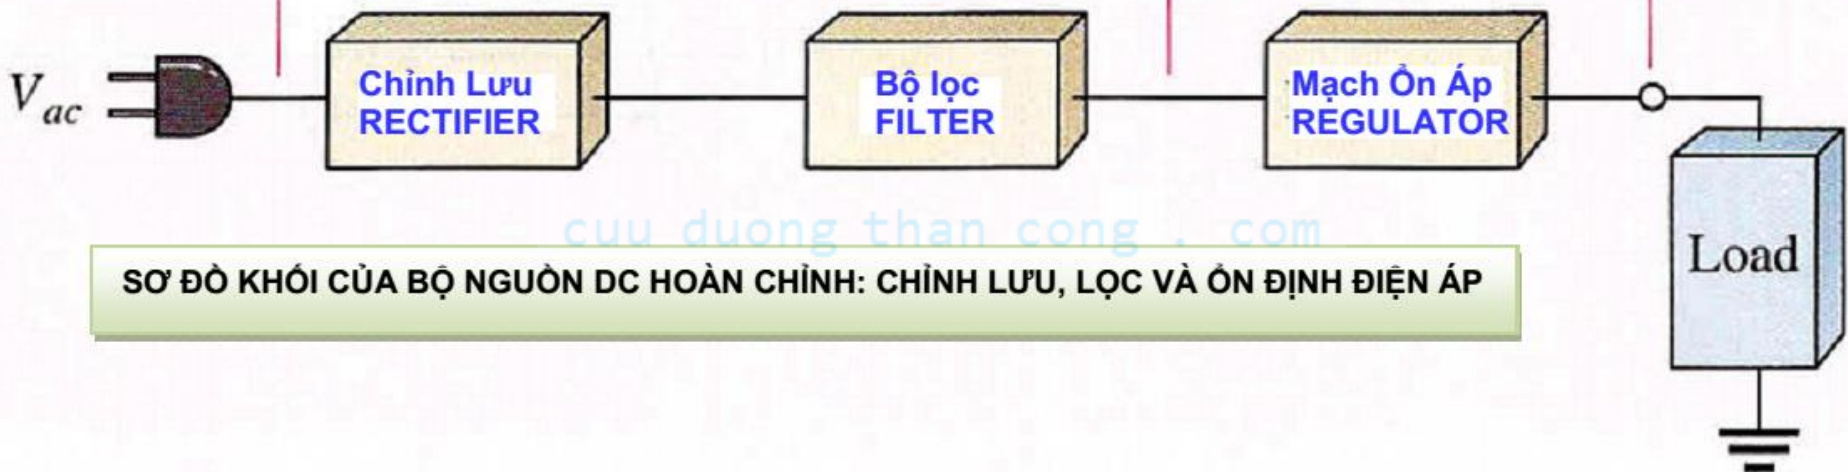 V ac
Chỉnh Lưu
RECTIFIER
Bộ lọc
FILTER
Mạch Ổn Áp
REGULATOR
Load
cuu duong than cong . com
SƠ ĐỒ KHỐI CỦA BỘ NGUỒN DC HOÀN CHỈNH: CHỈNH LƯU, LỌC VÀ ỔN ĐỊNH ĐIỆN ÁP